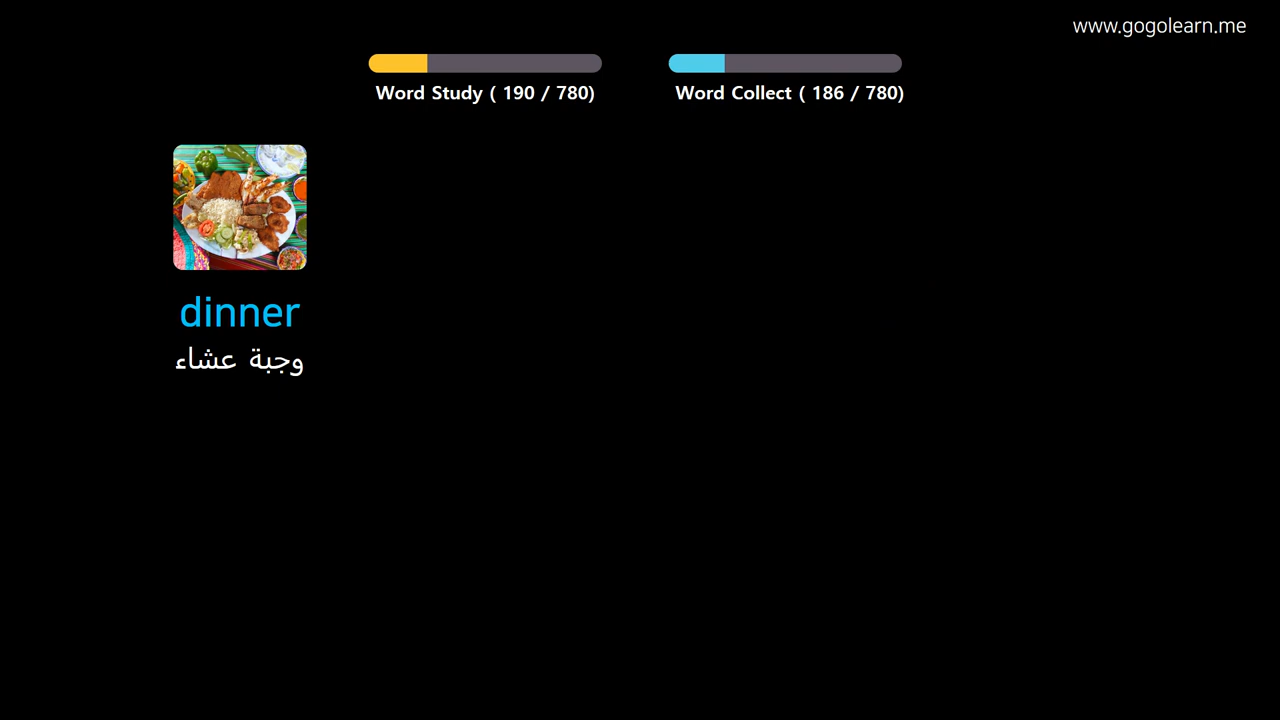 www.gogolearn.me
Word Study ( 190 / 780)
Word Collect ( 186 / 780)
dinner
وجبة عشاء